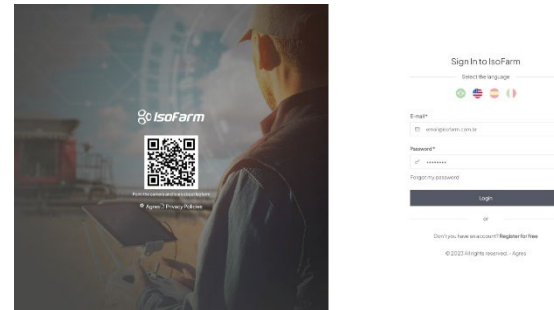 IsoFarm
Agres Privacy Policies
Sign In to IsoFarm
Select the language
E-mail*
Password*
••••••••
Forgot my password
Login
or
Don't you have an account? Register for free
© 2023 All rights reserved. - Agres